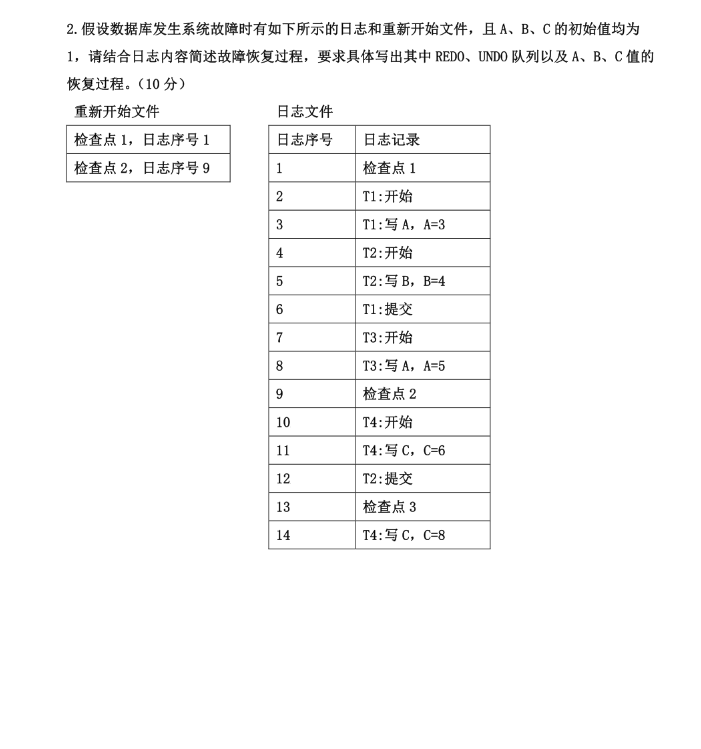 2.假设数据库发生系统故障时有如下所示的日志和重新开始文件，且 A、B、C 的初始值均为
1，请结合日志内容简述故障恢复过程，要求具体写出其中 REDO、UNDO 队列以及 A、B、C 值的
恢复过程。（10 分）
重新开始文件 日志文件
检查点 1，日志序号 1 日志序号 日志记录
检查点 2，日志序号 9 1 检查点 1
2 T1:开始
3 T1:写 A，A=3
4 T2:开始
5 T2:写 B，B=4
6 T1:提交
7 T3:开始
8 T3:写 A，A=5
9 检查点 2
10 T4:开始
11 T4:写 C，C=6
12 T2:提交
13 检查点 3
14 T4:写 C，C=8